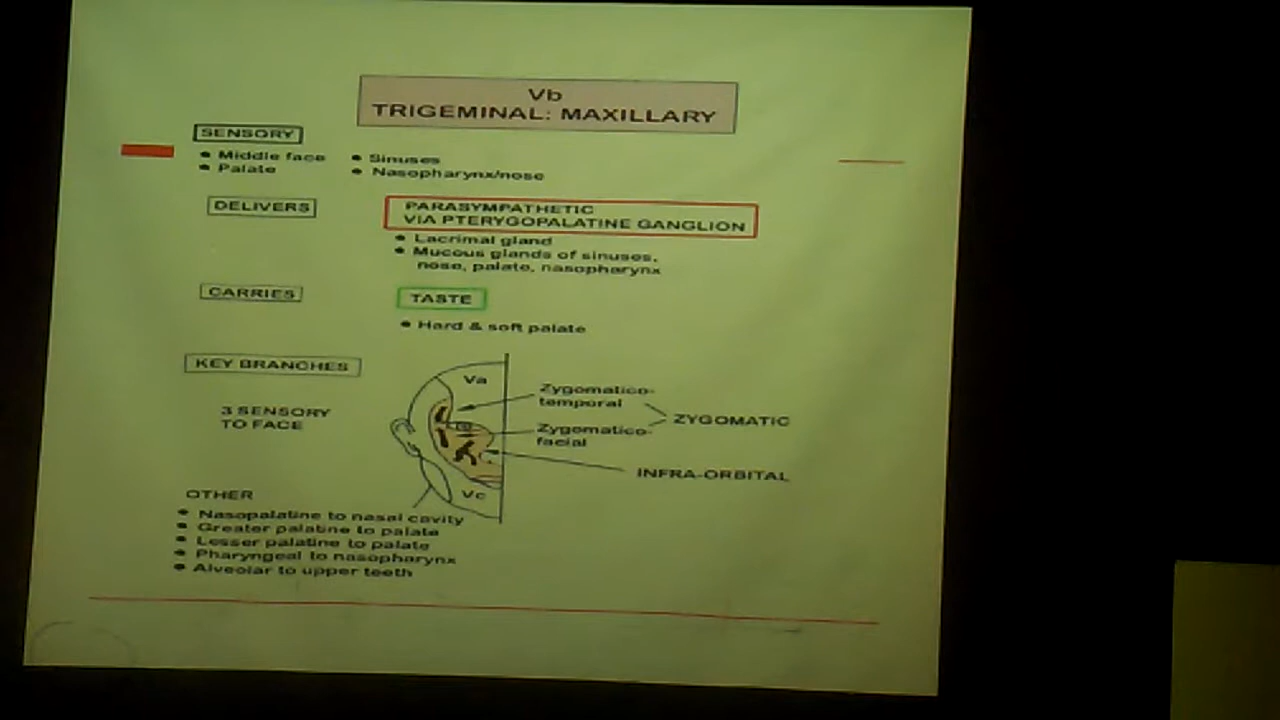 Vb
TRIGEMINAL: MAXILLARY
SENSORY
• Middle face
• Palate
• Sinuses
• Nasopharynx/nose
DELIVERS
PARASYMPATHETIC
VIA PTERYGOPALATINE GANGLION
• Lacrimal gland
• Mucous glands of sinuses,
nose, palate, nasopharynx
CARRIES
TASTE
• Hard & soft palate
KEY BRANCHES
3 SENSORY
TO FACE
Va
Zygomatico-
temporal
Zygomatico-
facial
ZYGOMATIC
INFRA-ORBITAL
Vc
OTHER
• Nasopalatine to nasal cavity
• Greater palatine to palate
• Lesser palatine to palate
• Pharyngeal to nasopharynx
• Alveolar to upper teeth